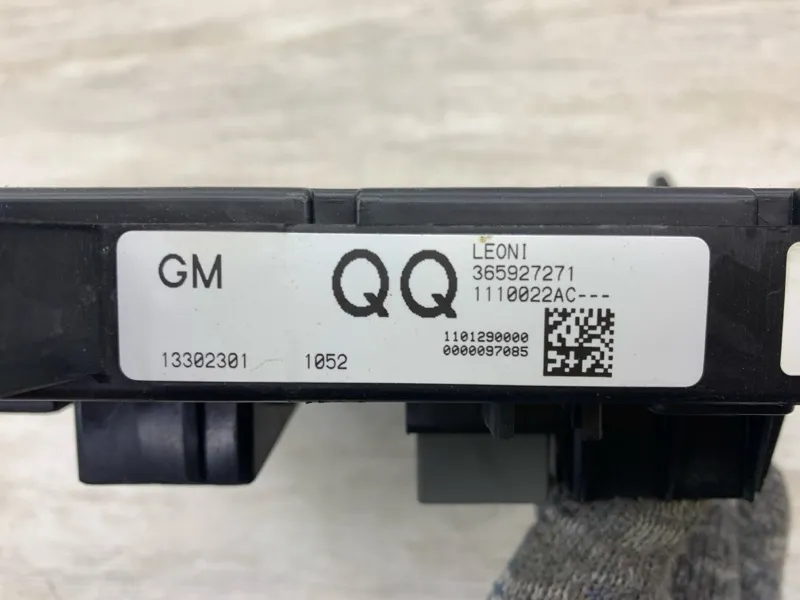 GM
QQ
LEONI
365927271
1110022AC---
1101290000
0000097085
13302301 1052